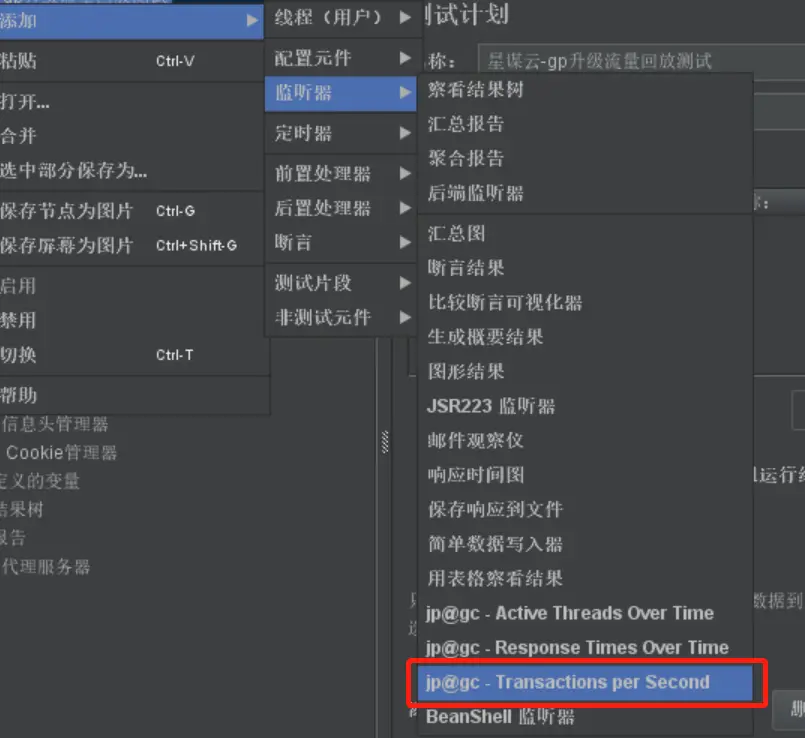 添加
粘贴 Ctrl-V
打开...
合并
选中部分保存为...
保存节点为图片 Ctrl-G
保存屏幕为图片 Ctrl+Shift-G
启用
禁用
切换 Ctrl-T
帮助
信息头管理器
Cookie管理器
定义的变量
结果树
报告
代理服务器
线程（用户）
配置元件
监听器
定时器
前置处理器
后置处理器
断言
测试片段
非测试元件
测试计划
称：
星谋云-gp升级流量回放测试
察看结果树
汇总报告
聚合报告
后端监听器
汇总图
断言结果
比较断言可视化器
生成概要结果
图形结果
JSR223 监听器
邮件观察仪
响应时间图
保存响应到文件
简单数据写入器
用表格察看结果
jp@gc - Active Threads Over Time
jp@gc - Response Times Over Time
jp@gc - Transactions per Second
BeanShell 监听器
运行
数据到